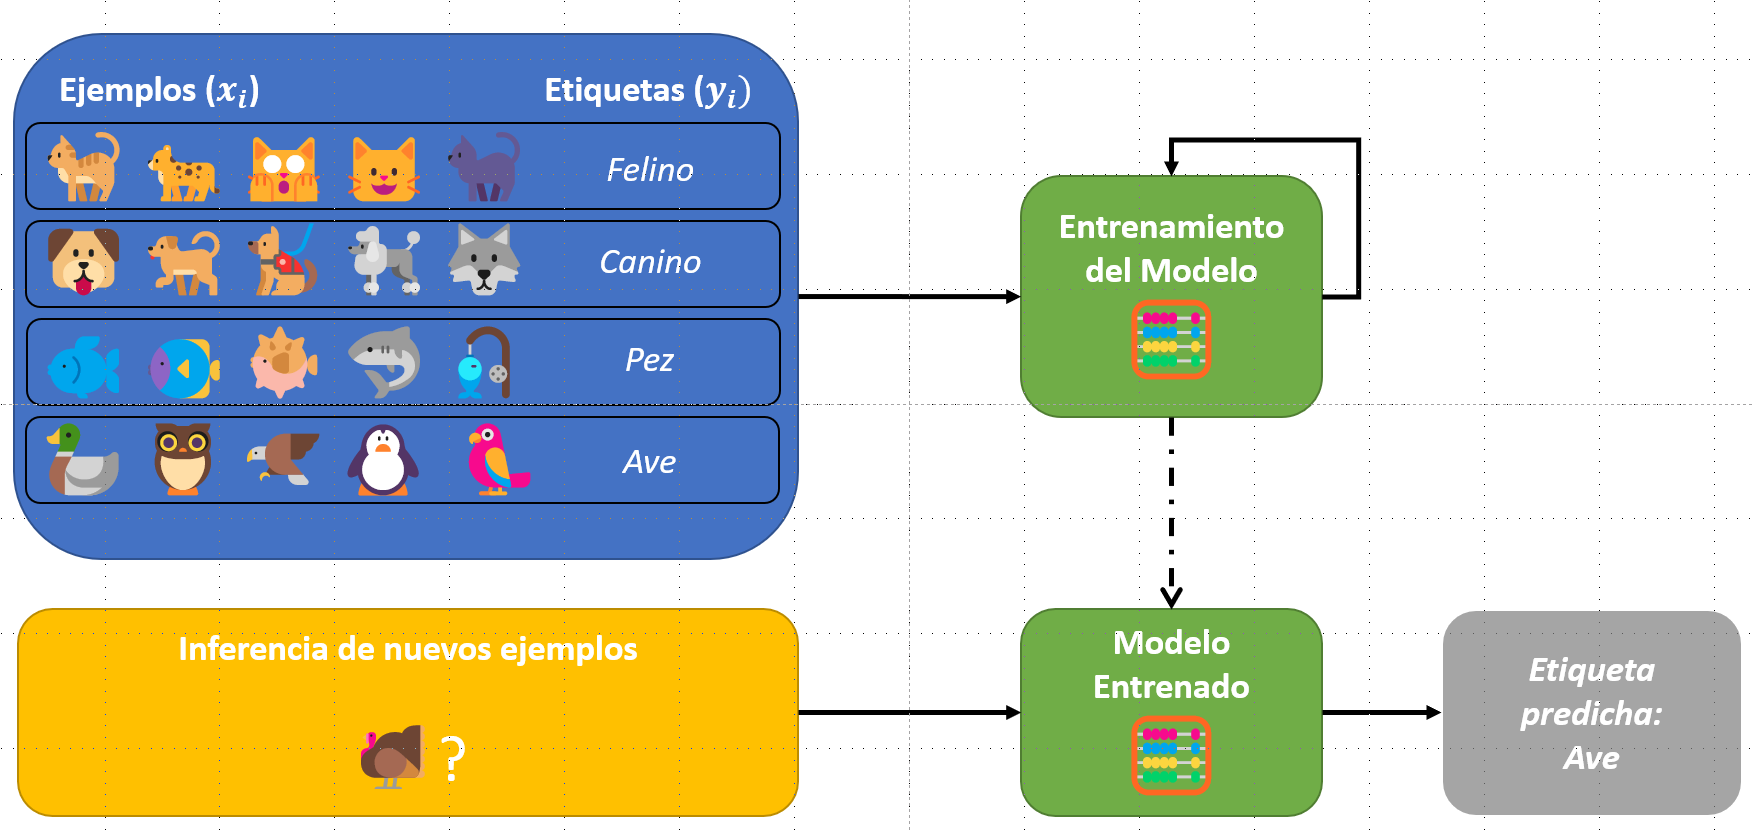 Ejemplos (𝒙ᵢ)
Etiquetas (𝒚ᵢ)
Felino
Canino
Pez
Ave
Entrenamiento
del Modelo
Inferencia de nuevos ejemplos
?
Modelo
Entrenado
Etiqueta
predicha:
Ave